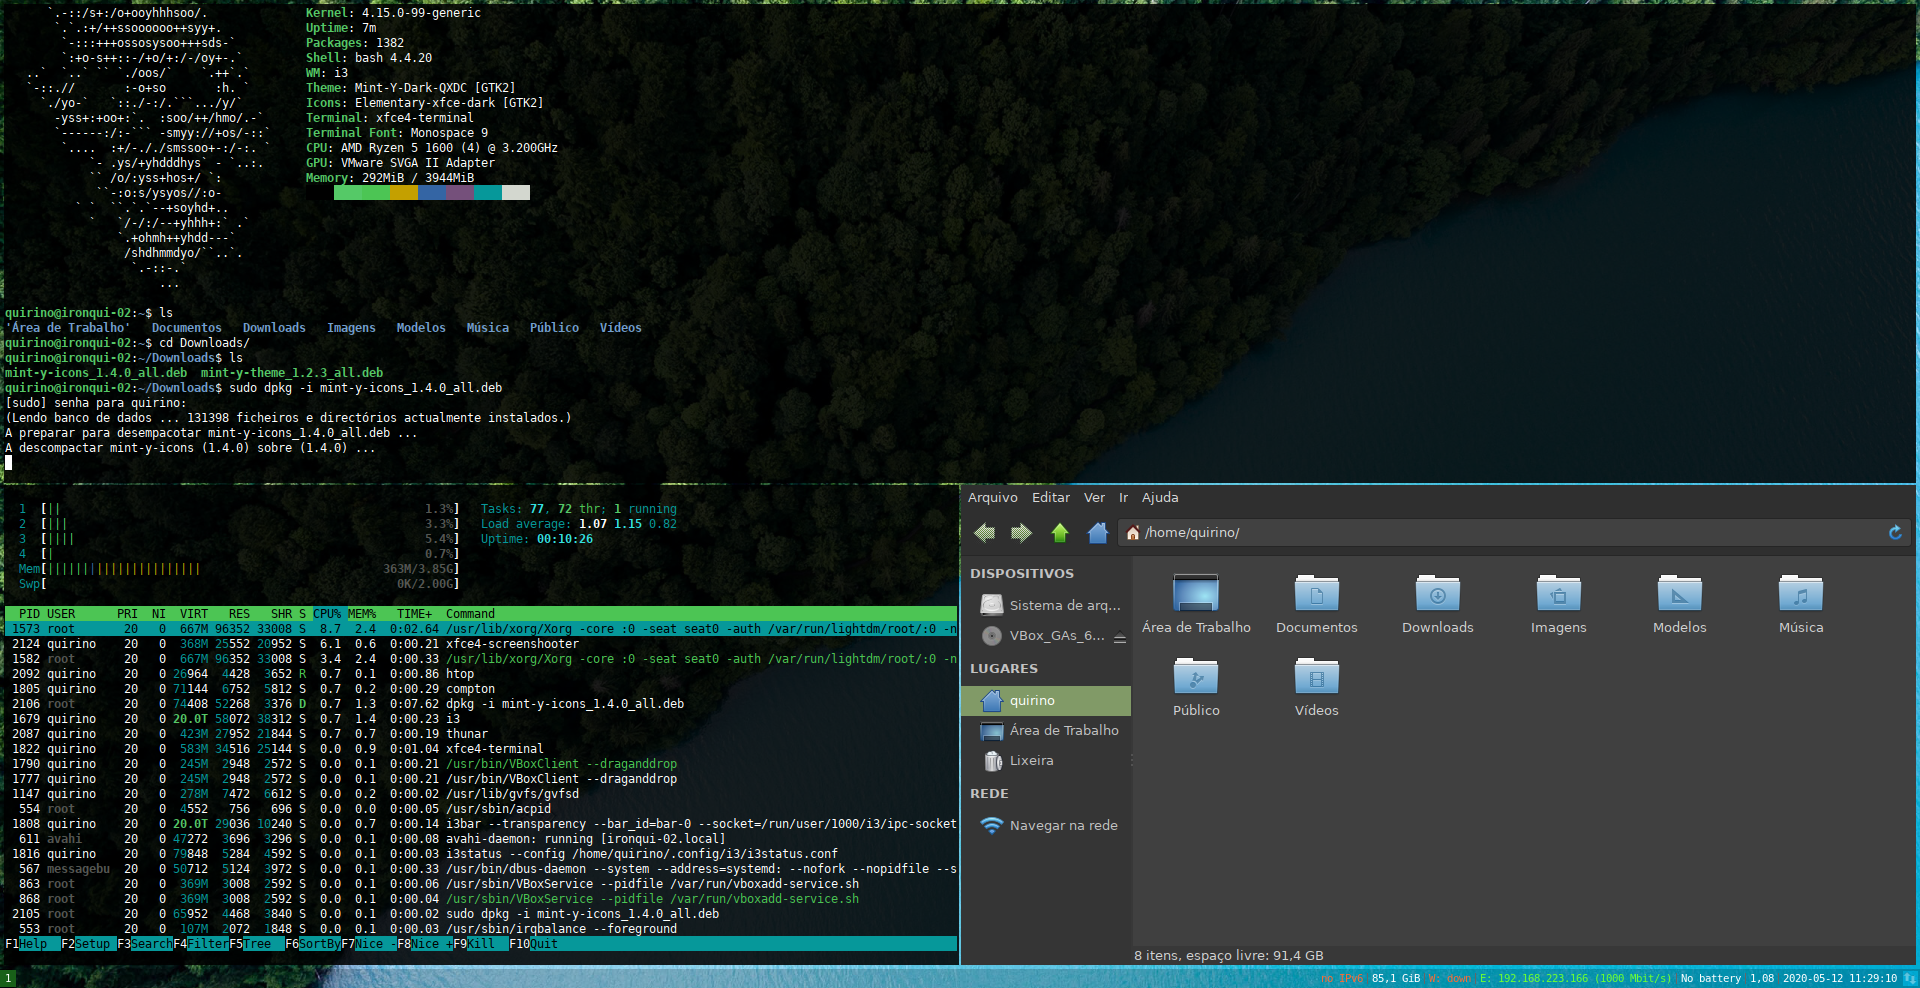 Kernel: 4.15.0-99-generic
Uptime: 7m
Packages: 1382
Shell: bash 4.4.20
WM: i3
Theme: Mint-Y-Dark-QXDC [GTK2]
Icons: Elementary-xfce-dark [GTK2]
Terminal: xfce4-terminal
Terminal Font: Monospace 9
CPU: AMD Ryzen 5 1600 (4) @ 3.200GHz
GPU: VMware SVGA II Adapter
Memory: 292MiB / 3944MiB
quirino@ironqui-02:~$ ls
'Área de Trabalho' Documentos Downloads Imagens Modelos Música Público Vídeos
quirino@ironqui-02:~$ cd Downloads/
quirino@ironqui-02:~/Downloads$ ls
mint-y-icons_1.4.0_all.deb mint-y-theme_1.2.3_all.deb
quirino@ironqui-02:~/Downloads$ sudo dpkg -i mint-y-icons_1.4.0_all.deb
[sudo] senha para quirino:
(Lendo banco de dados ... 131398 ficheiros e directórios actualmente instalados.)
A preparar para desempacotar mint-y-icons_1.4.0_all.deb ...
A descompactar mint-y-icons (1.4.0) sobre (1.4.0) ...
1 [|| 1.3%] Tasks: 77, 72 thr; 1 running
2 [||| 3.3%] Load average: 1.07 1.15 0.82
3 [|||| 5.4%] Uptime: 00:10:26
4 [| 0.7%]
Mem[|||||||||||||||||||||| 363M/3.85G]
Swp[ 0K/2.00G]
PID USER PRI NI VIRT RES SHR S CPU% MEM% TIME+ Command
1573 root 20 0 667M 96352 33008 S 8.7 2.4 0:02.64 /usr/lib/xorg/Xorg -core :0 -seat seat0 -auth /var/run/lightdm/root/:0 -n
2124 quirino 20 0 368M 25552 20952 S 6.1 0.6 0:00.21 xfce4-screenshooter
1582 root 20 0 667M 96352 33008 S 3.4 2.4 0:00.33 /usr/lib/xorg/Xorg -core :0 -seat seat0 -auth /var/run/lightdm/root/:0 -n
2092 quirino 20 0 26964 4428 3652 R 0.7 0.1 0:00.86 htop
1805 quirino 20 0 71144 6752 5812 S 0.7 0.2 0:00.29 compton
2106 root 20 0 74408 52268 3376 D 0.7 1.3 0:07.62 dpkg -i mint-y-icons_1.4.0_all.deb
1679 quirino 20 0 20.0T 58072 38312 S 0.7 1.4 0:00.23 i3
2087 quirino 20 0 423M 27952 21844 S 0.7 0.7 0:00.19 thunar
1822 quirino 20 0 583M 34516 25144 S 0.0 0.9 0:01.04 xfce4-terminal
1790 quirino 20 0 245M 2948 2572 S 0.0 0.1 0:00.21 /usr/bin/VBoxClient --draganddrop
1777 quirino 20 0 245M 2948 2572 S 0.0 0.1 0:00.21 /usr/bin/VBoxClient --draganddrop
1147 quirino 20 0 278M 7472 6612 S 0.0 0.2 0:00.02 /usr/lib/gvfs/gvfsd
554 root 20 0 4552 756 696 S 0.0 0.0 0:00.05 /usr/sbin/acpid
1808 quirino 20 0 20.0T 29036 10240 S 0.0 0.7 0:00.14 i3bar --transparency --bar_id=bar-0 --socket=/run/user/1000/i3/ipc-socket
611 avahi 20 0 47272 3696 3296 S 0.0 0.1 0:00.08 avahi-daemon: running [ironqui-02.local]
1816 quirino 20 0 79848 5284 4592 S 0.0 0.1 0:00.03 i3status --config /home/quirino/.config/i3/i3status.conf
567 messagebu 20 0 50712 5124 3972 S 0.0 0.1 0:00.33 /usr/bin/dbus-daemon --system --address=systemd: --nofork --nopidfile --s
863 root 20 0 369M 3008 2592 S 0.0 0.1 0:00.06 /usr/sbin/VBoxService --pidfile /var/run/vboxadd-service.sh
868 root 20 0 369M 3008 2592 S 0.0 0.1 0:00.04 /usr/sbin/VBoxService --pidfile /var/run/vboxadd-service.sh
2105 root 20 0 65952 4468 3840 S 0.0 0.1 0:00.02 sudo dpkg -i mint-y-icons_1.4.0_all.deb
553 root 20 0 107M 2072 1848 S 0.0 0.1 0:00.03 /usr/sbin/irqbalance --foreground
F1Help F2Setup F3SearchF4FilterF5Tree F6SortByF7Nice -F8Nice +F9Kill F10Quit
Arquivo Editar Ver Ir Ajuda
/home/quirino/
DISPOSITIVOS
Sistema de arq...
VBox_GAs_6...
LUGARES
quirino
Área de Trabalho
Lixeira
REDE
Navegar na rede
Área de Trabalho Documentos Downloads Imagens Modelos Música
Público Vídeos
8 itens, espaço livre: 91,4 GB
1
no IPv6 85,1 GiB W: down E: 192.168.223.166 (1000 Mbit/s) No battery 1,08 2020-05-12 11:29:10